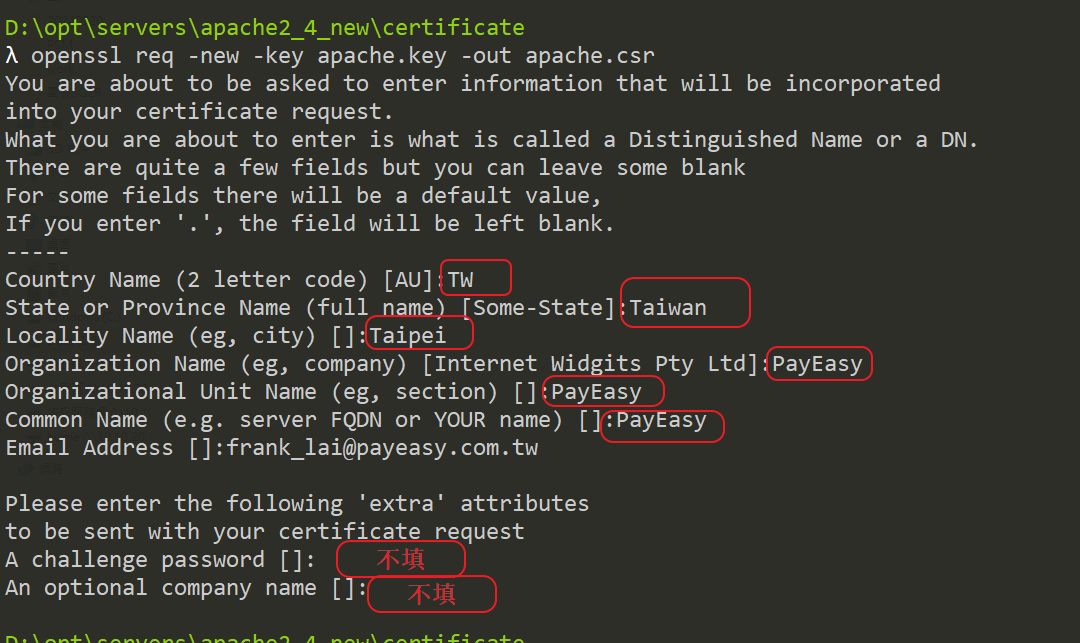 D:\opt\servers\apache2_4_new\certificate
λ openssl req -new -key apache.key -out apache.csr
You are about to be asked to enter information that will be incorporated
into your certificate request.
What you are about to enter is what is called a Distinguished Name or a DN.
There are quite a few fields but you can leave some blank
For some fields there will be a default value,
If you enter '.', the field will be left blank.
-----
Country Name (2 letter code) [AU]:TW
State or Province Name (full name) [Some-State]:Taiwan
Locality Name (eg, city) []:Taipei
Organization Name (eg, company) [Internet Widgits Pty Ltd]:PayEasy
Organizational Unit Name (eg, section) []:PayEasy
Common Name (e.g. server FQDN or YOUR name) []:PayEasy
Email Address []:frank_lai@payeasy.com.tw
Please enter the following 'extra' attributes
to be sent with your certificate request
A challenge password []: 不填
An optional company name []: 不填
D:\opt\servers\apache2_4_new\certificate